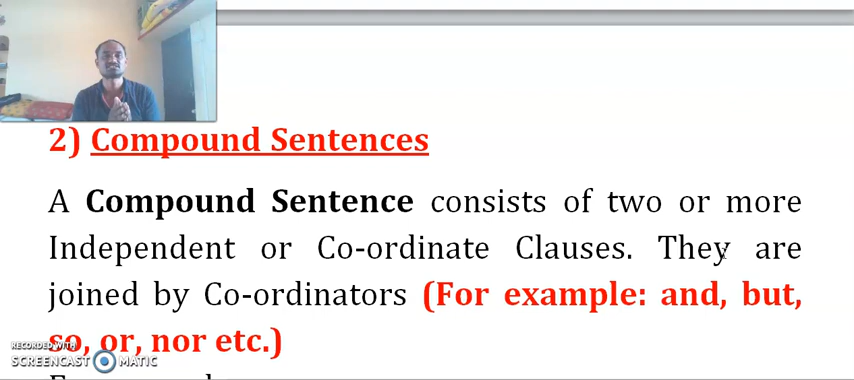 2) Compound Sentences
A Compound Sentence consists of two or more
Independent or Co-ordinate Clauses. They are
joined by Co-ordinators (For example: and, but,
so, or, nor etc.)
RECORDED WITH
SCREENCAST MATIC